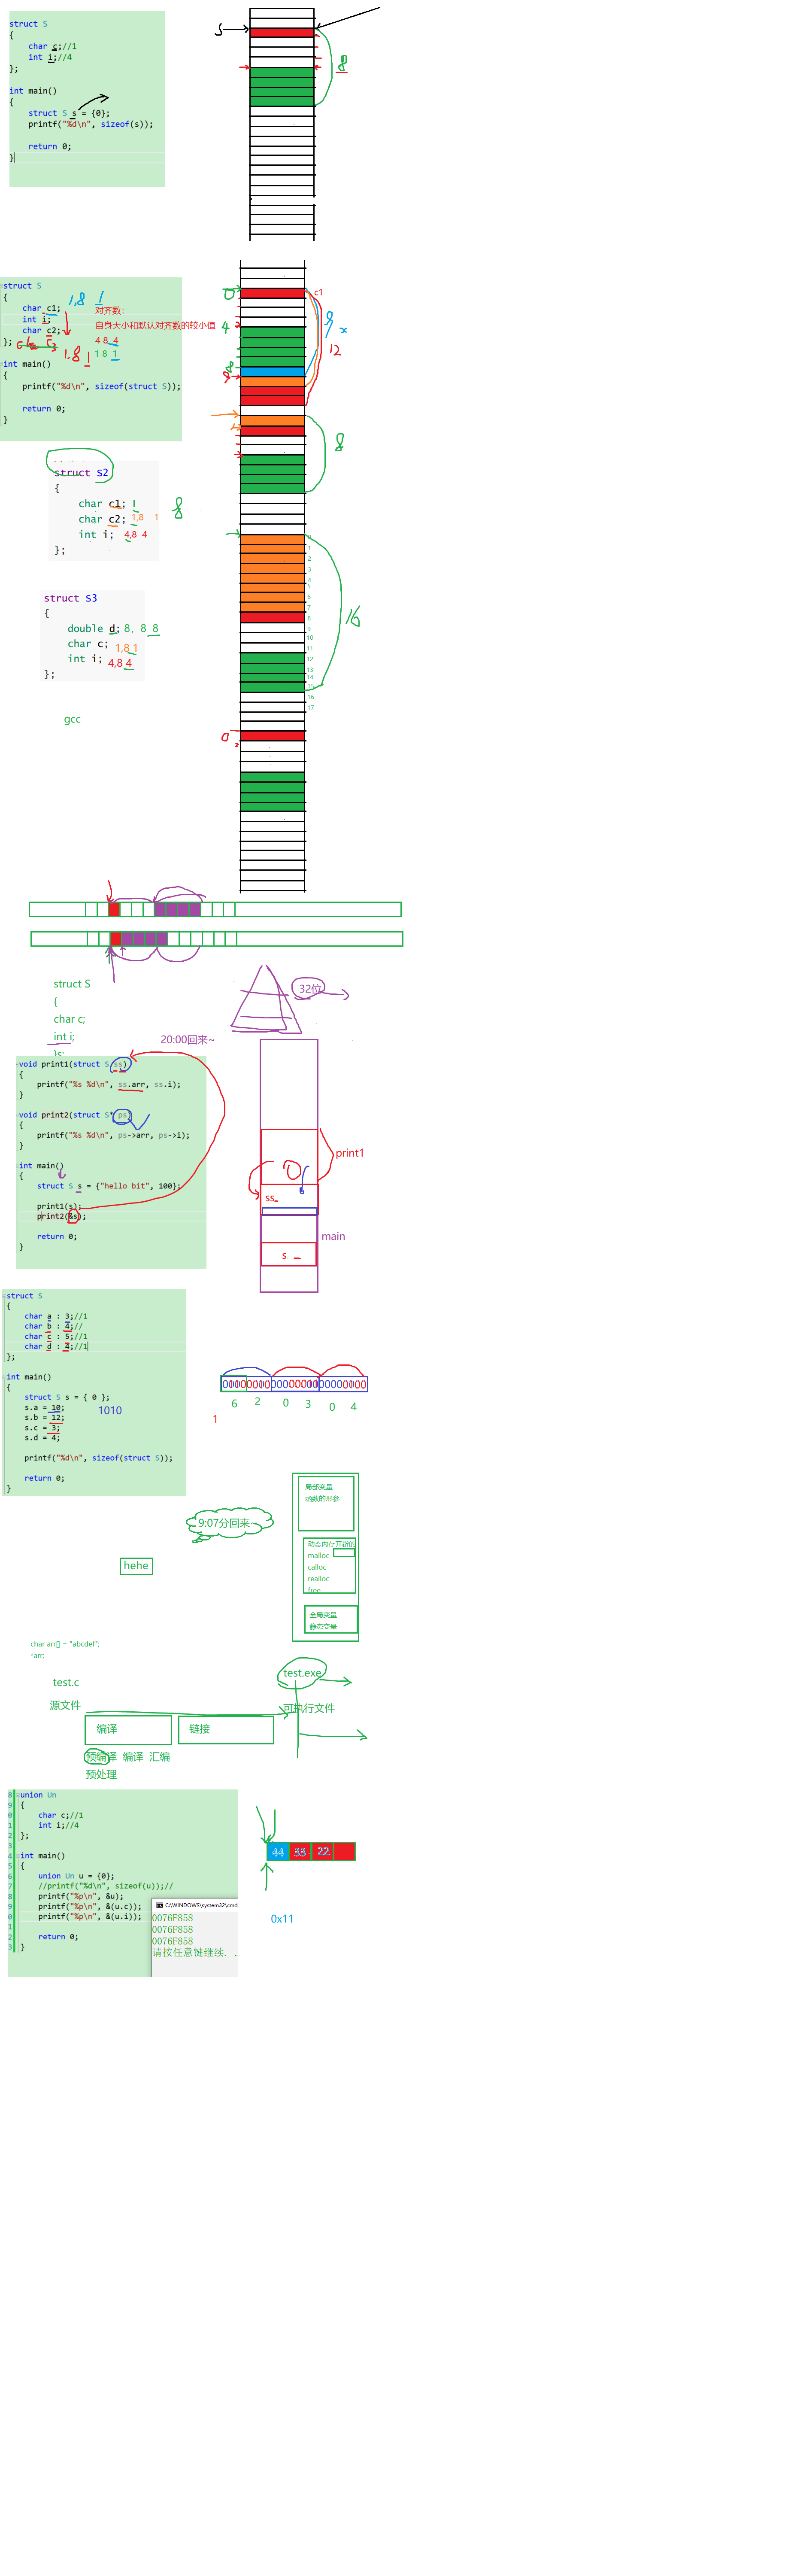 struct S
{
char c;//1
int i;//4
};
int main()
{
struct S s = {0};
printf("%d\n", sizeof(s));
return 0;
}
S
8
struct S
{
char c1;
int i;
char c2;
};
int main()
{
printf("%d\n", sizeof(struct S));
return 0;
}
1,8 1
对齐数：
自身大小和默认对齐数的较小值
4 8 4
1 8 1
1.8 1
0
4
8
9
c1
9
12
8
struct S2
{
char c1; 1
char c2; 1,8 1
int i; 4,8 4
};
8
struct S3
{
double d; 8, 8 8
char c; 1,8 1
int i; 4,8 4
};
gcc
0
1
2
3
4
5
6
7
8
9
10
11
12
13
14
15
16
17
16
0
struct S
{
char c;
int i;
}s;
32位
20:00回来~
void print1(struct S ss)
{
printf("%s %d\n", ss.arr, ss.i);
}
void print2(struct S* ps)
{
printf("%s %d\n", ps->arr, ps->i);
}
int main()
{
struct S s = {"hello bit", 100};
print1(s);
print2(&s);
return 0;
}
print1
ss
main
s
struct S
{
char a : 3;//1
char b : 4;//
char c : 5;//1
char d : 4;//1
};
int main()
{
struct S s = { 0 };
s.a = 10;
s.b = 12;
s.c = 3;
s.d = 4;
printf("%d\n", sizeof(struct S));
return 0;
}
1010
6 2 0 3 0 4
1
9:07分回来~
局部变量
函数的形参
动态内存开辟的
malloc
calloc
realloc
free
全局变量
静态变量
hehe
char arr[] = "abcdef";
*arr;
test.c
test.exe
源文件
可执行文件
编译
链接
预编译 编译 汇编
预处理
union Un
{
char c;//1
int i;//4
};
int main()
{
union Un u = {0};
//printf("%d\n", sizeof(u));//
printf("%p\n", &u);
printf("%p\n", &(u.c));
printf("%p\n", &(u.i));
return 0;
}
C:\WINDOWS\system32\cmd
0076F858
0076F858
0076F858
请按任意键继续. . .
44 33 22
0x11